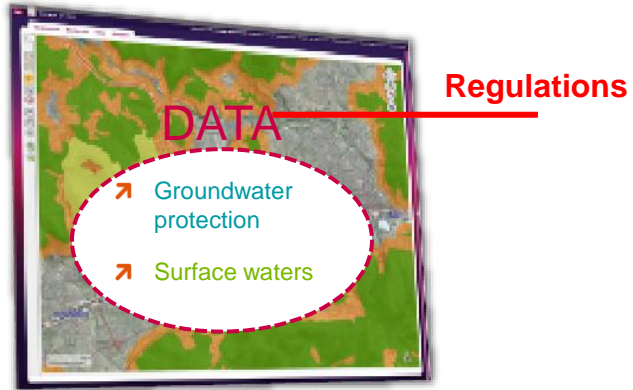 Regulations
DATA
Groundwater
protection
Surface waters